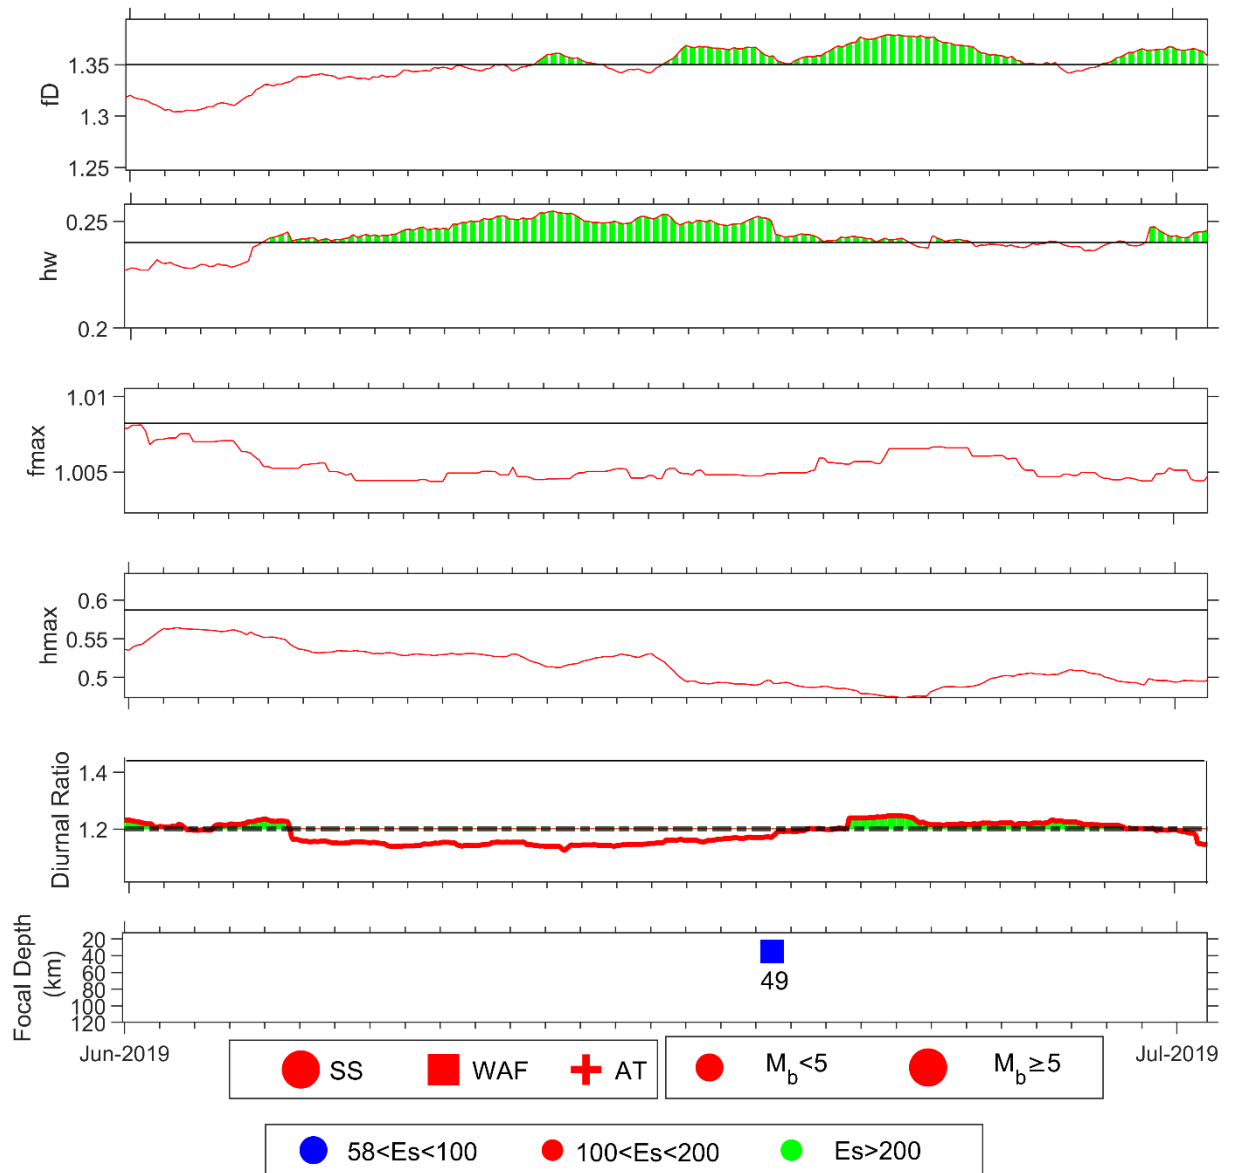 1.35
1.3
1.25
fD
0.25
0.2
hw
1.01
1.005
fmax
0.6
0.55
0.5
hmax
1.4
1.2
Diurnal Ratio
20
40
60
80
100
120
Focal Depth
(km)
49
Jun-2019
Jul-2019
SS WAF AT
M_b<5 M_b≥5
58<Es<100 100<Es<200 Es>200